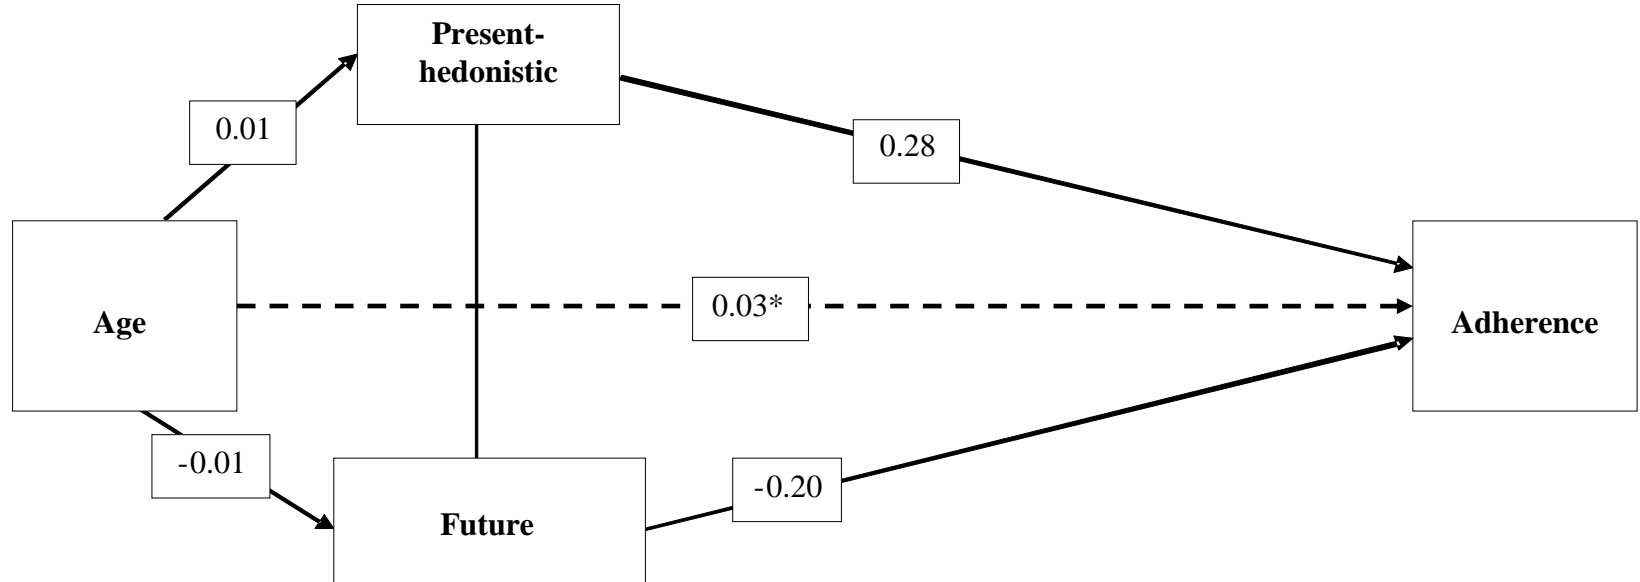 Present-
hedonistic
0.01
0.28
Age
0.03*
Adherence
-0.01
-0.20
Future